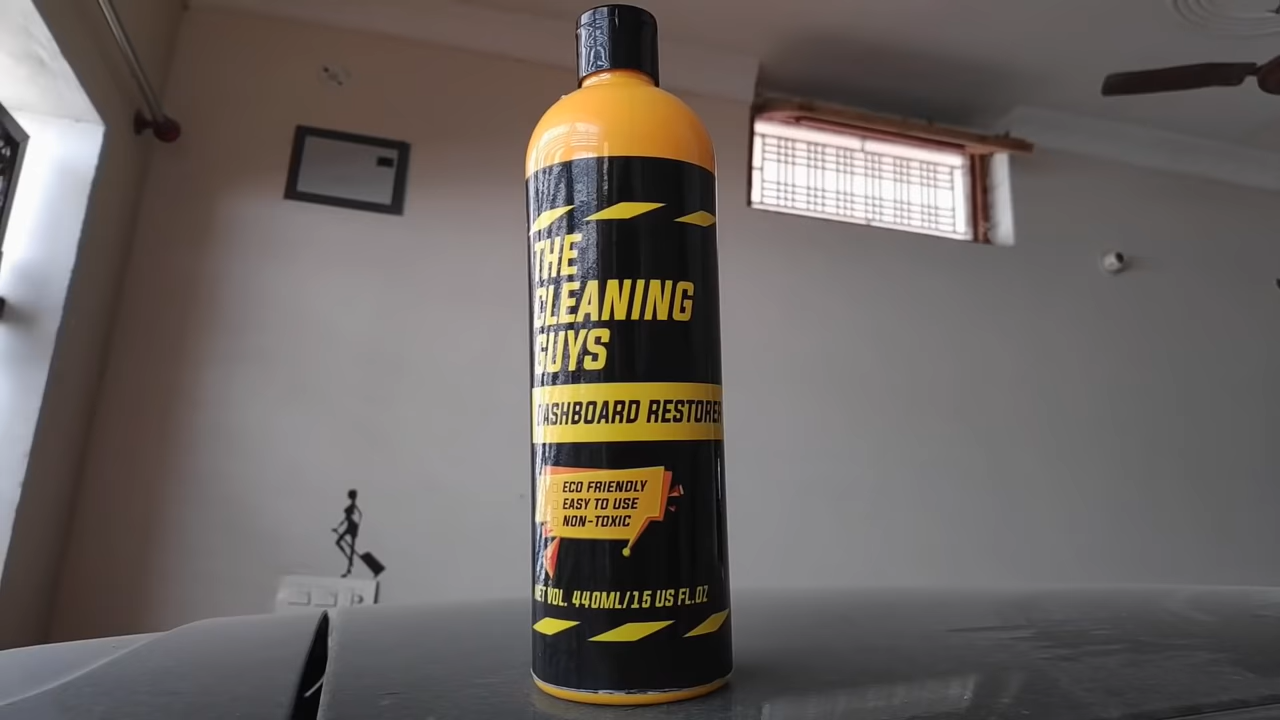 THE
CLEANING
GUYS
DASHBOARD RESTORER
ECO FRIENDLY
EASY TO USE
NON-TOXIC
NET VOL. 440ML/15 US FL.OZ